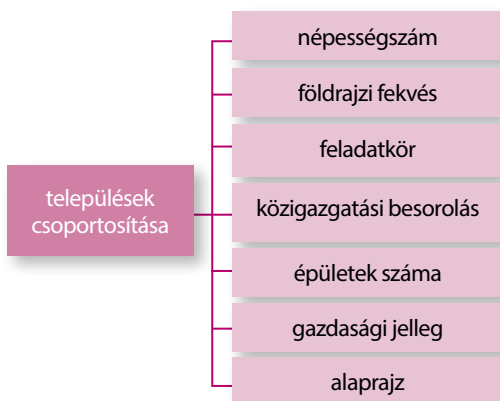 települések
csoportosítása
népességszám
földrajzi fekvés
feladatkör
közigazgatási besorolás
épületek száma
gazdasági jelleg
alaprajz